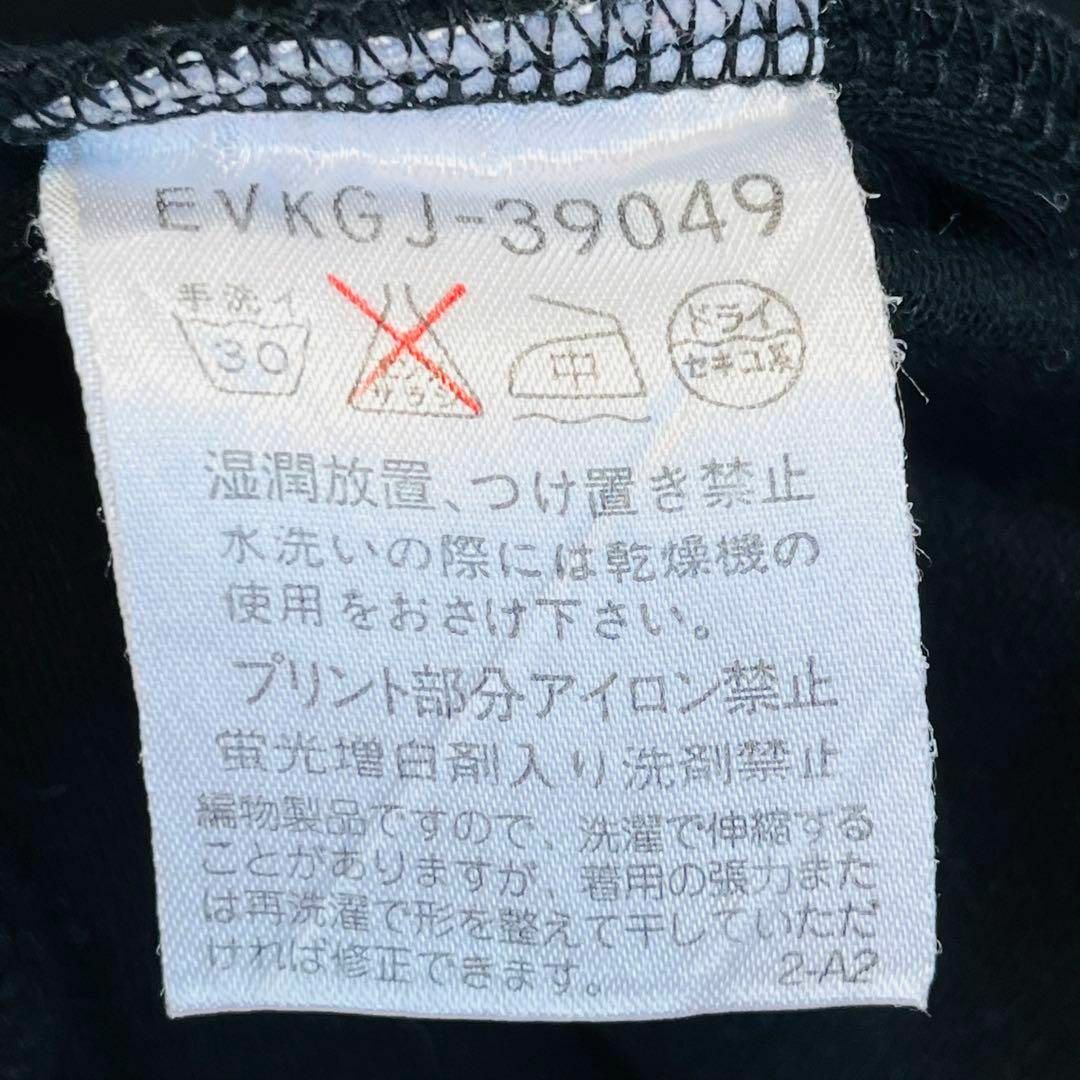 EVKGJ-39049
手洗イ 30 エンソサラシ 中 ドライ セキユ系
湿潤放置、つけ置き禁止
水洗いの際には乾燥機の
使用をおさけ下さい。
プリント部分アイロン禁止
蛍光増白剤入り洗剤禁止
編物製品ですので、洗濯で伸縮する
ことがありますが、着用の張力また
は再洗濯で形を整えて干していただ
ければ修正できます。 2-A2